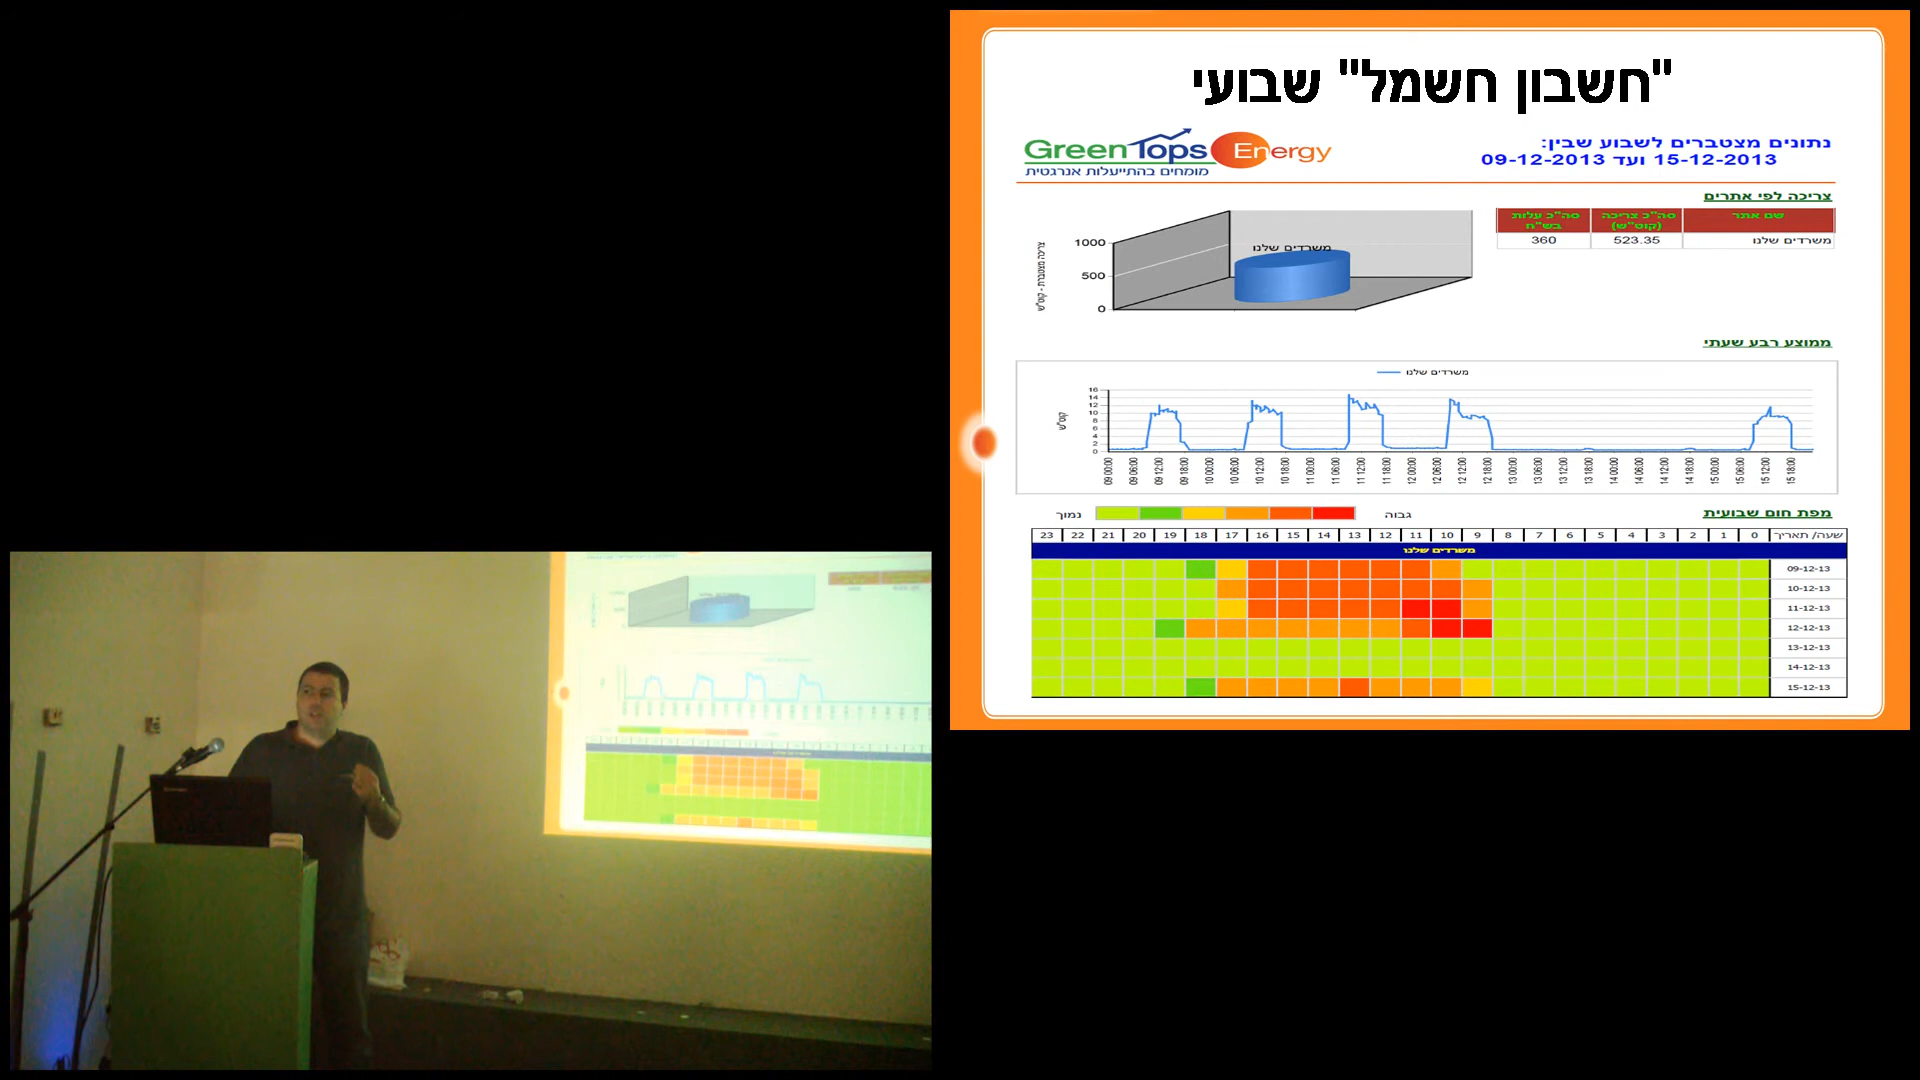 "חשבון חשמל" שבועי
GreenTops Energy
מומחים בהתייעלות אנרגטית
נתונים מצטברים לשבוע שבין:
09-12-2013 ועד 15-12-2013
צריכה לפי אתרים
שם אתר סה"כ צריכה (קוט"ש) סה"כ עלות בש"ח
משרדים שלנו 523.35 360
צריכה מצטברת - קוט"ש
1000
500
0
משרדים שלנו
ממוצע רבע שעתי
משרדים שלנו
קוט"ש
16
14
12
10
8
6
4
2
0
09 00:00 09 06:00 09 12:00 09 18:00 10 00:00 10 06:00 10 12:00 10 18:00 11 00:00 11 06:00 11 12:00 11 18:00 12 00:00 12 06:00 12 12:00 12 18:00 13 00:00 13 06:00 13 12:00 13 18:00 14 00:00 14 06:00 14 12:00 14 18:00 15 00:00 15 06:00 15 12:00 15 18:00
מפת חום שבועית
גבוה
נמוך
שעה/ תאריך 0 1 2 3 4 5 6 7 8 9 10 11 12 13 14 15 16 17 18 19 20 21 22 23
משרדים שלנו
09-12-13
10-12-13
11-12-13
12-12-13
13-12-13
14-12-13
15-12-13